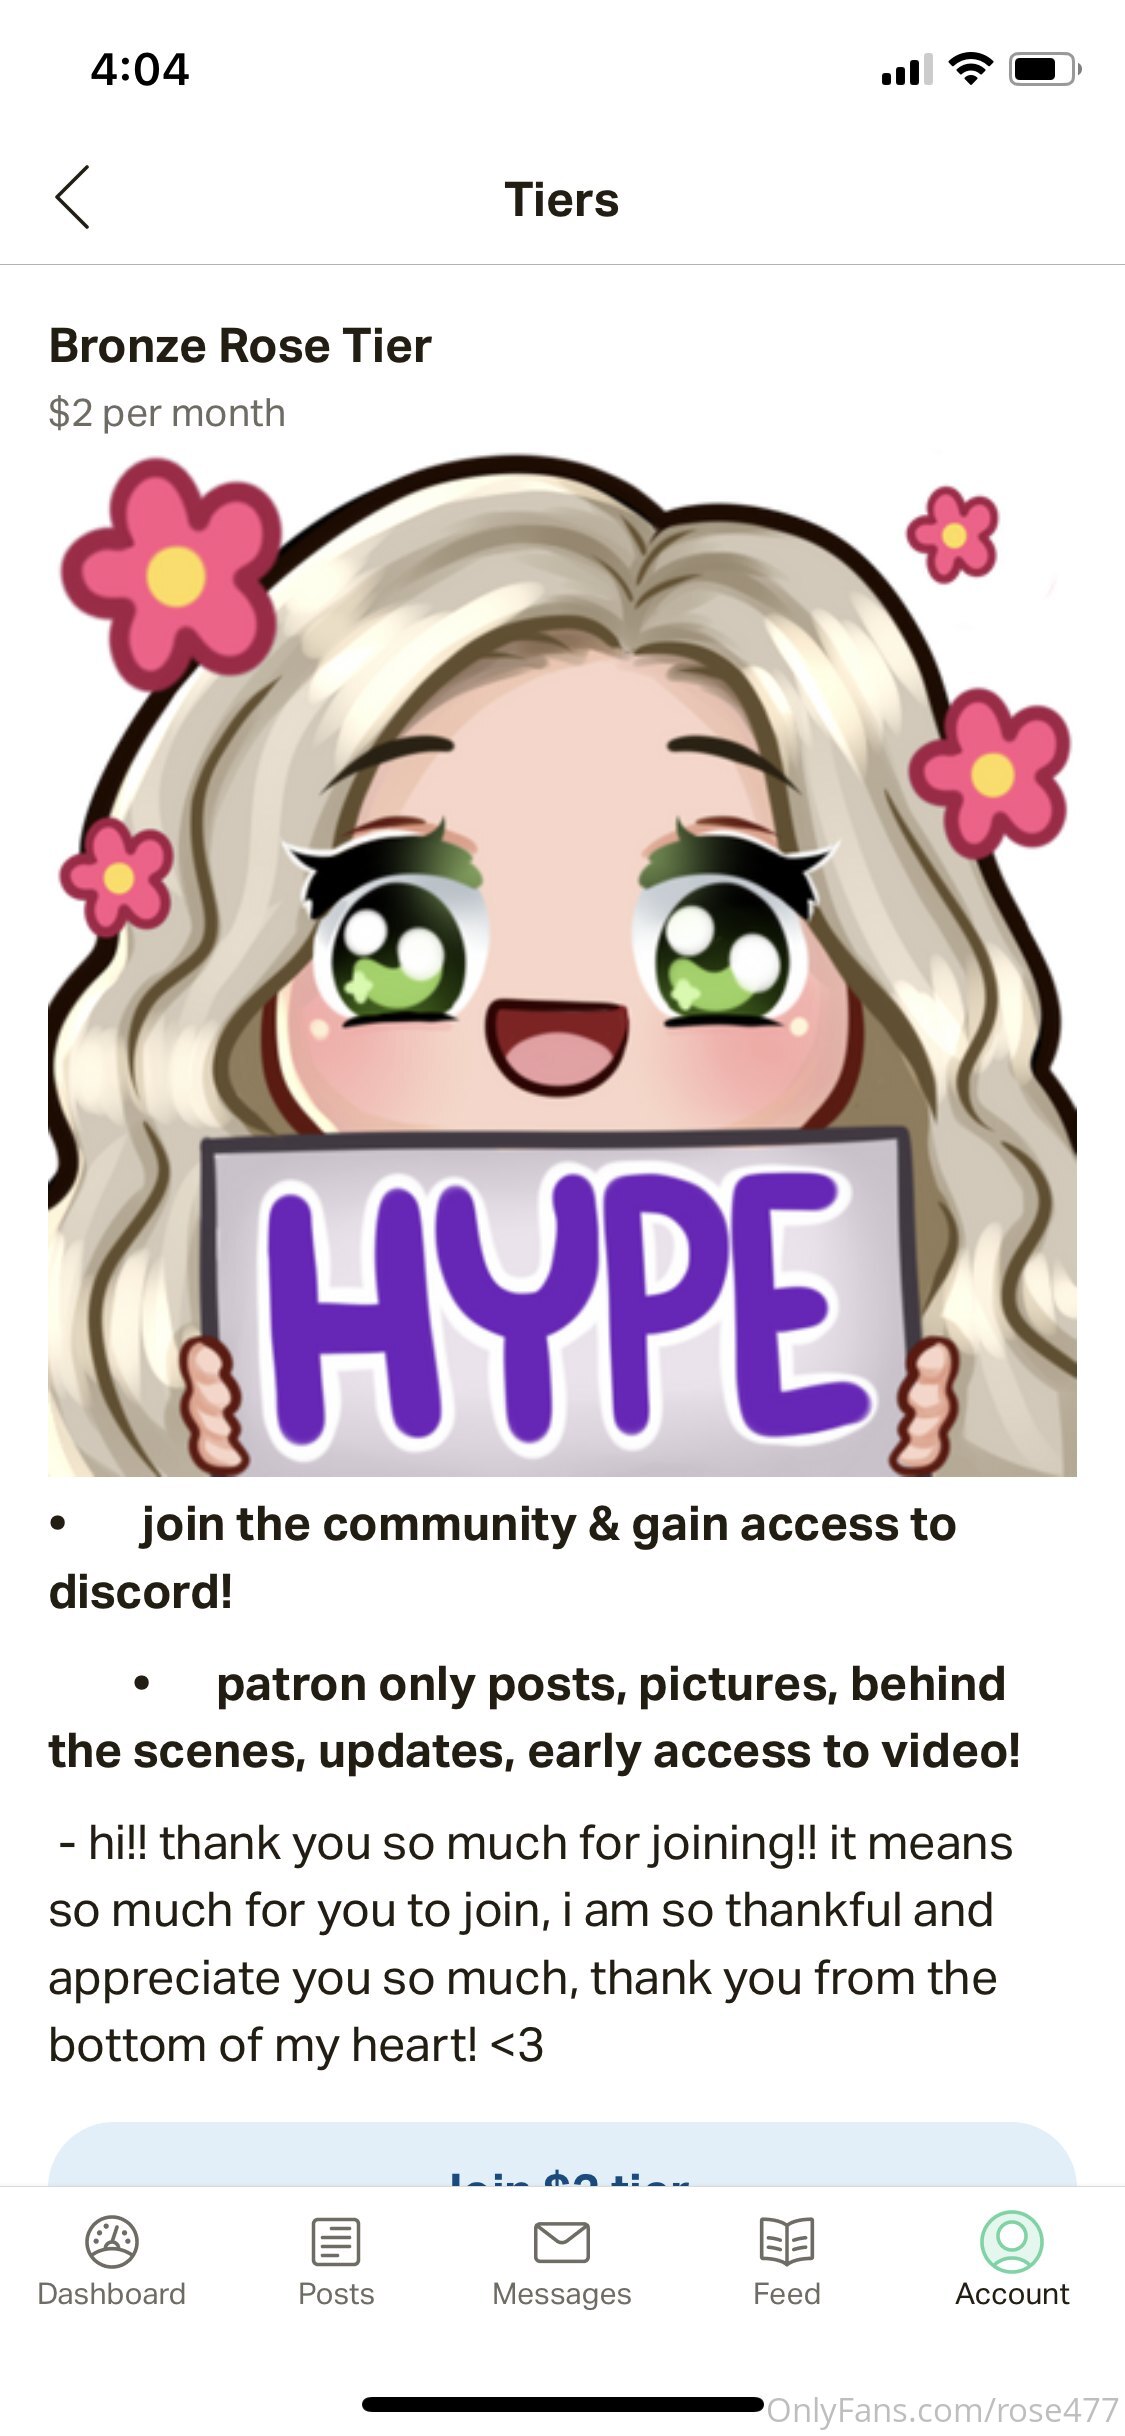 4:04
Tiers
Bronze Rose Tier
$2 per month
HYPE
• join the community & gain access to
discord!
• patron only posts, pictures, behind
the scenes, updates, early access to video!
- hi!! thank you so much for joining!! it means
so much for you to join, i am so thankful and
appreciate you so much, thank you from the
bottom of my heart! <3
Join $2 tier
Dashboard Posts Messages Feed Account
OnlyFans.com/rose477